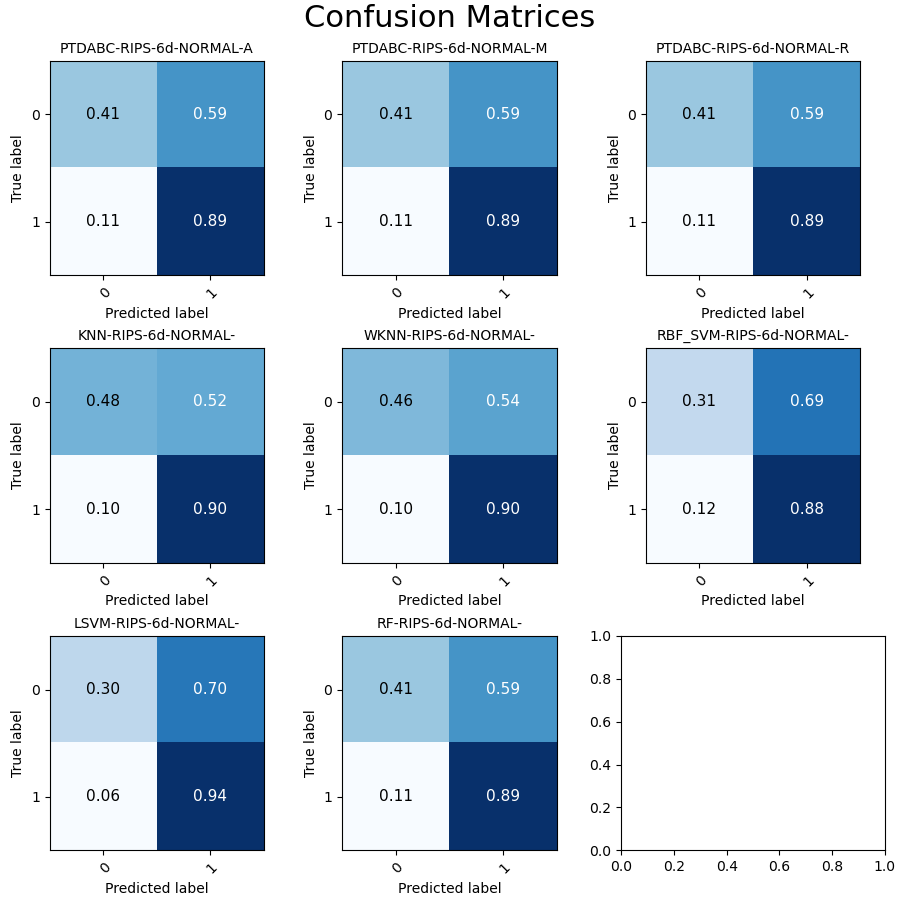 Confusion Matrices
PTDABC-RIPS-6d-NORMAL-A
PTDABC-RIPS-6d-NORMAL-M
PTDABC-RIPS-6d-NORMAL-R
True label
0
0.41
0.59
1
0.11
0.89
0
1
Predicted label
True label
0
0.41
0.59
1
0.11
0.89
0
1
Predicted label
True label
0
0.41
0.59
1
0.11
0.89
0
1
Predicted label
KNN-RIPS-6d-NORMAL-
WKNN-RIPS-6d-NORMAL-
RBF_SVM-RIPS-6d-NORMAL-
True label
0
0.48
0.52
1
0.10
0.90
0
1
Predicted label
True label
0
0.46
0.54
1
0.10
0.90
0
1
Predicted label
True label
0
0.31
0.69
1
0.12
0.88
0
1
Predicted label
LSVM-RIPS-6d-NORMAL-
RF-RIPS-6d-NORMAL-
True label
0
0.30
0.70
1
0.06
0.94
0
1
Predicted label
True label
0
0.41
0.59
1
0.11
0.89
0
1
Predicted label
1.0
0.8
0.6
0.4
0.2
0.0
0.0 0.2 0.4 0.6 0.8 1.0